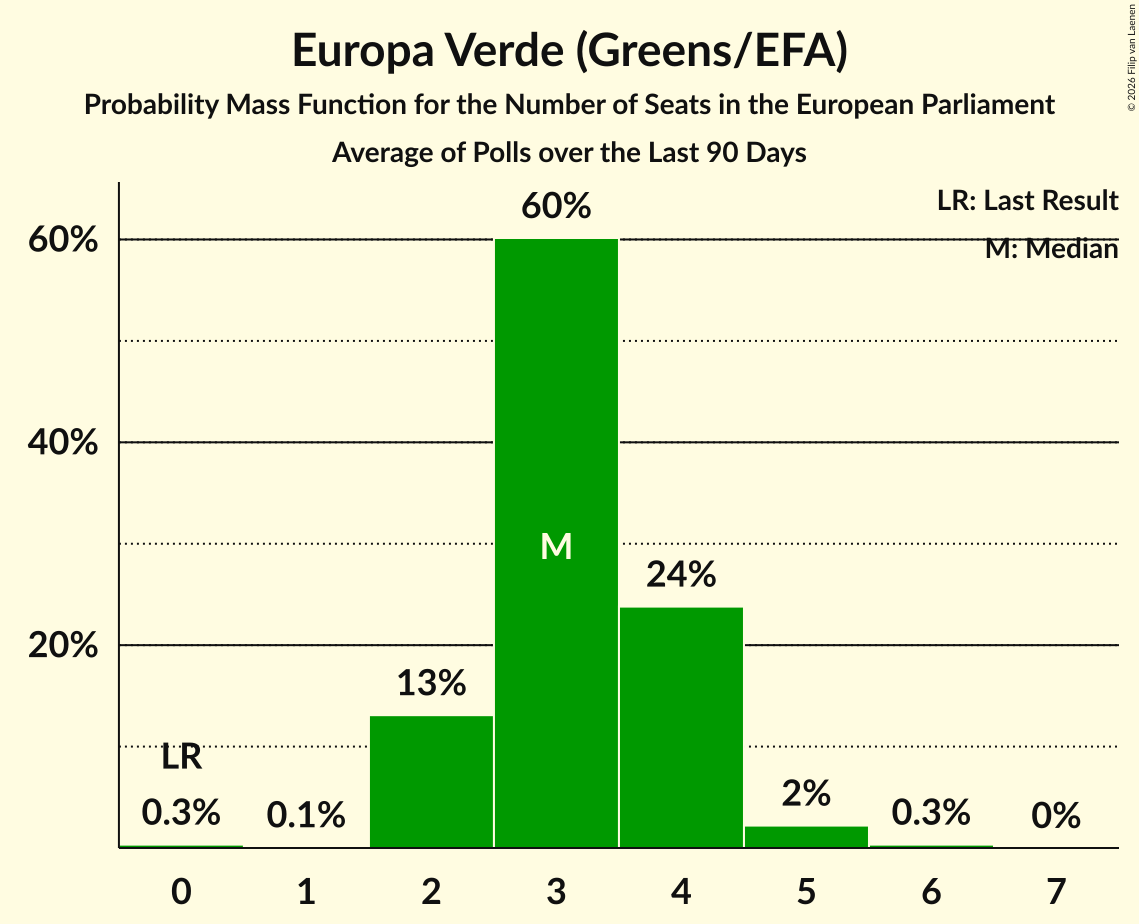 Europa Verde (Greens/EFA)
Probability Mass Function for the Number of Seats in the European Parliament
Average of Polls over the Last 90 Days
© 2026 Filip van Laenen
LR: Last Result
M: Median
60%
40%
20%
LR
0.3%
0.1%
13%
60%
M
24%
2%
0.3%
0%
0 1 2 3 4 5 6 7